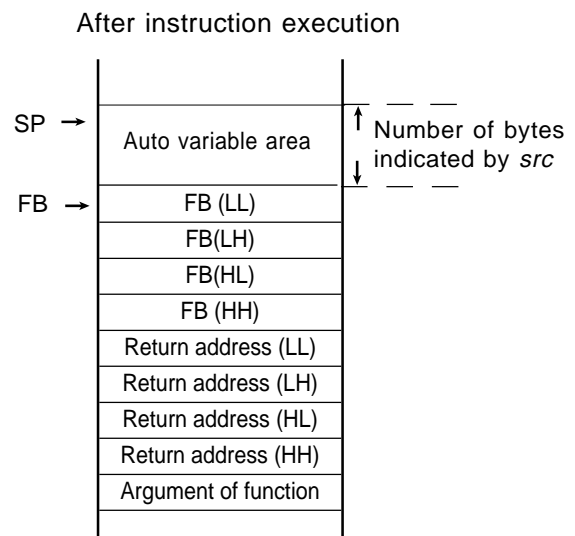 After instruction execution
SP
Auto variable area
Number of bytes
indicated by src
FB
FB (LL)
FB(LH)
FB(HL)
FB (HH)
Return address (LL)
Return address (LH)
Return address (HL)
Return address (HH)
Argument of function